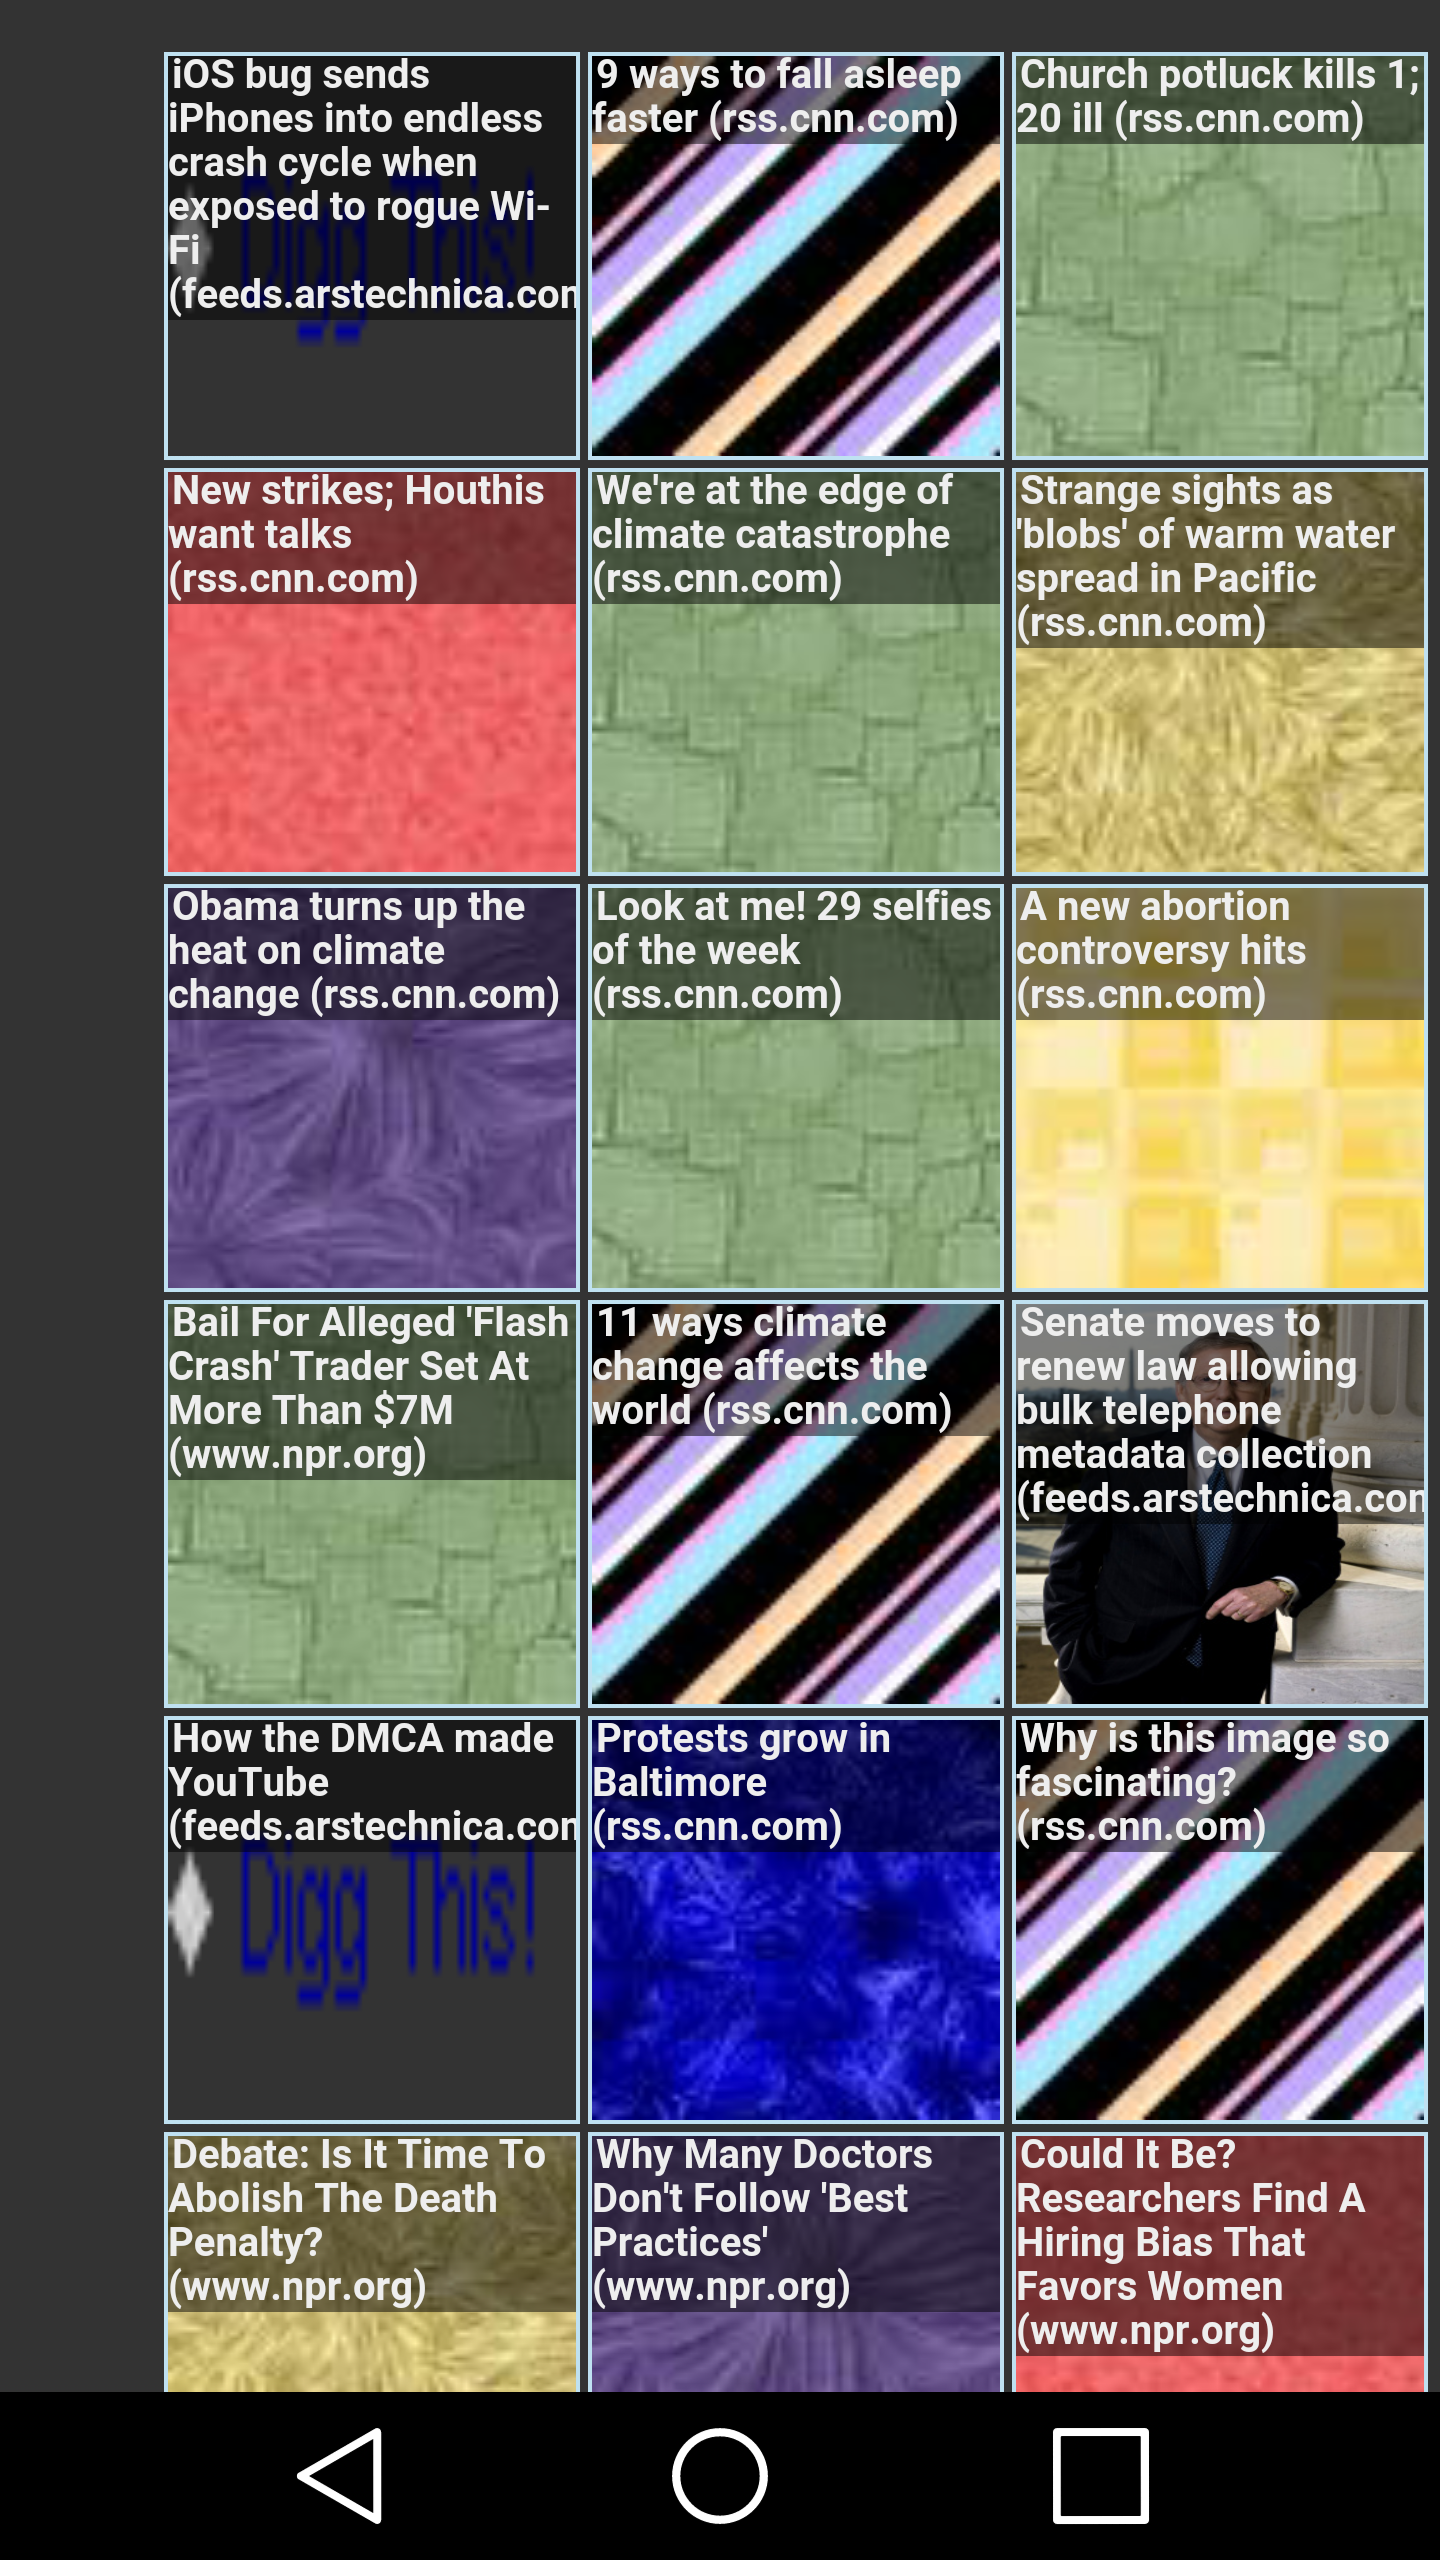 iOS bug sends
iPhones into endless
crash cycle when
exposed to rogue Wi-
Fi
(feeds.arstechnica.com
Digg This!
9 ways to fall asleep
faster (rss.cnn.com)
Church potluck kills 1;
20 ill (rss.cnn.com)
New strikes; Houthis
want talks
(rss.cnn.com)
We're at the edge of
climate catastrophe
(rss.cnn.com)
Strange sights as
'blobs' of warm water
spread in Pacific
(rss.cnn.com)
Obama turns up the
heat on climate
change (rss.cnn.com)
Look at me! 29 selfies
of the week
(rss.cnn.com)
A new abortion
controversy hits
(rss.cnn.com)
Bail For Alleged 'Flash
Crash' Trader Set At
More Than $7M
(www.npr.org)
11 ways climate
change affects the
world (rss.cnn.com)
Senate moves to
renew law allowing
bulk telephone
metadata collection
(feeds.arstechnica.com
How the DMCA made
YouTube
(feeds.arstechnica.com
Digg This!
Protests grow in
Baltimore
(rss.cnn.com)
Why is this image so
fascinating?
(rss.cnn.com)
Debate: Is It Time To
Abolish The Death
Penalty?
(www.npr.org)
Why Many Doctors
Don't Follow 'Best
Practices'
(www.npr.org)
Could It Be?
Researchers Find A
Hiring Bias That
Favors Women
(www.npr.org)